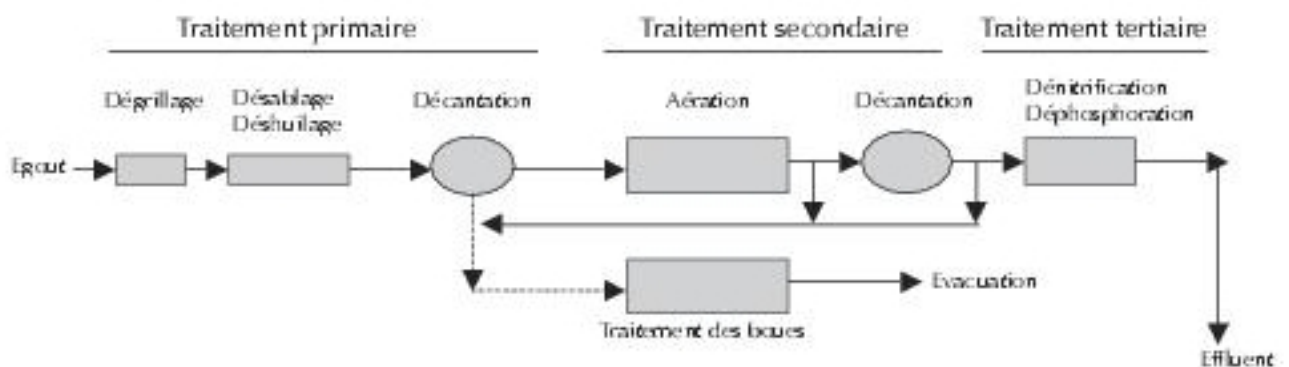 Traitement primaire
Traitement secondaire
Traitement tertiaire
Dégrillage
Désablage
Déshuilage
Décantation
Aération
Décantation
Dénitrification
Déphosphoration
Egout
Evacuation
Traitement des boues
Effluent